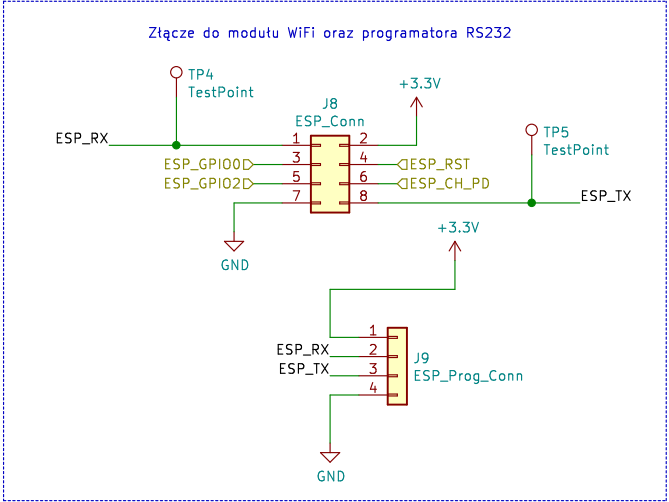 Złącze do modułu WiFi oraz programatora RS232
TP4
TestPoint
+3.3V
J8
ESP_Conn
TP5
TestPoint
ESP_RX
1
2
ESP_GPIO0
3
4
ESP_RST
ESP_GPIO2
5
6
ESP_CH_PD
7
8
ESP_TX
GND
+3.3V
1
ESP_RX
2
ESP_TX
3
4
J9
ESP_Prog_Conn
GND